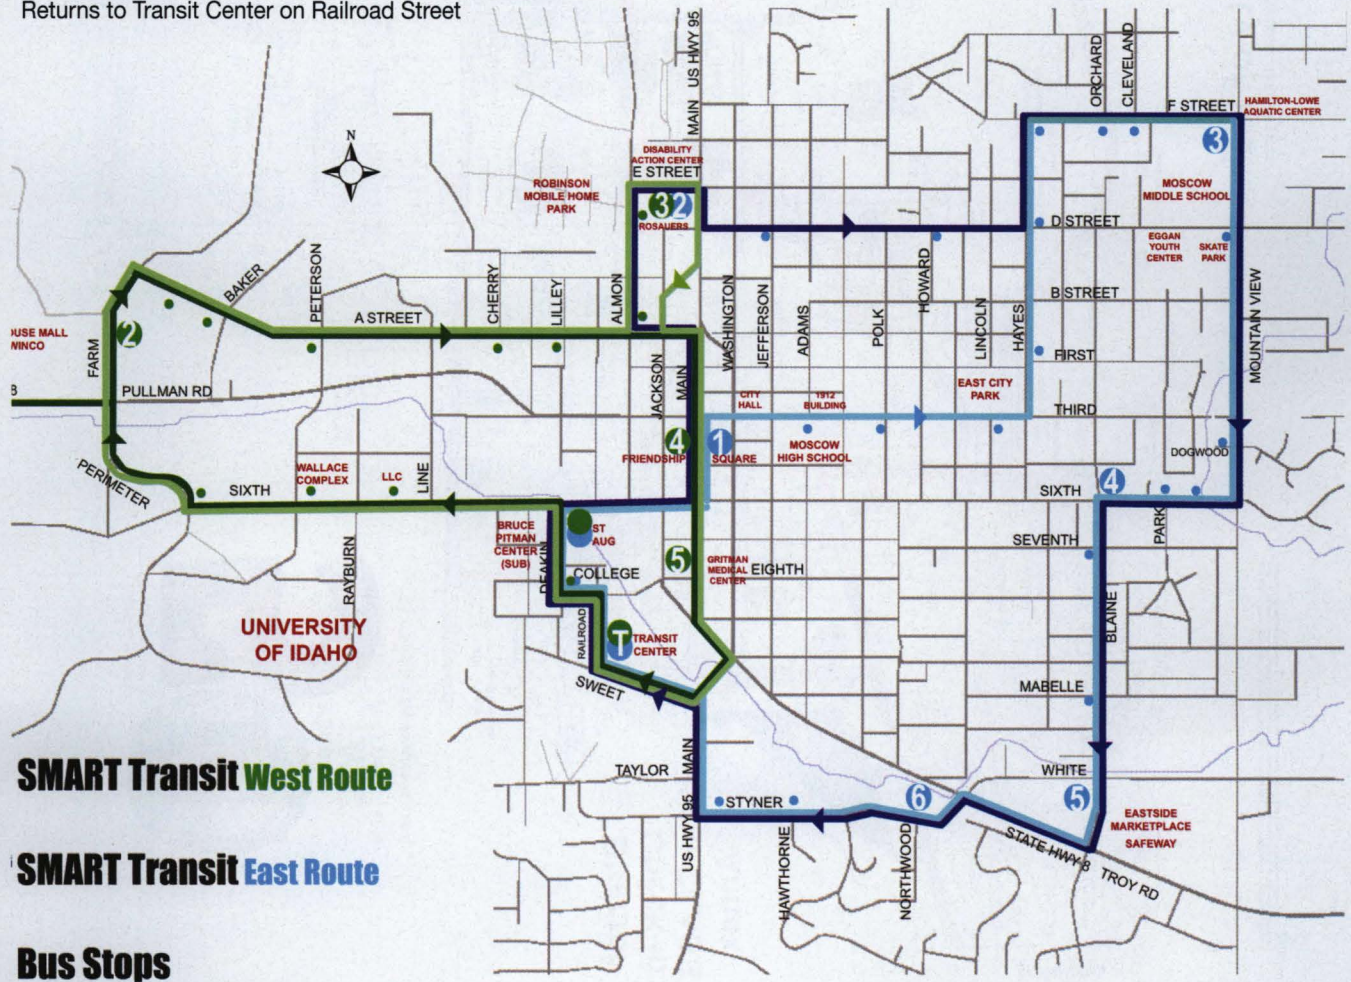 Returns to Transit Center on Railroad Street
MAIN US HWY 95
ORCHARD
CLEVELAND
F STREET
HAMILTON-LOWE
AQUATIC CENTER
3
N
DISABILITY
ACTION CENTER
E STREET
ROBINSON
MOBILE HOME
PARK
3 2
ROSAUERS
MOSCOW
MIDDLE SCHOOL
D STREET
EGGAN
YOUTH
CENTER
SKATE
PARK
BAKER
PETERSON
CHERRY
LILLEY
ALMON
WASHINGTON
JEFFERSON
ADAMS
POLK
HOWARD
LINCOLN
HAYES
B STREET
MOUNTAIN VIEW
A STREET
USE MALL
WINCO
2
FARM
FIRST
JACKSON
MAIN
PULLMAN RD
8
CITY
HALL
1912
BUILDING
EAST CITY
PARK
THIRD
4
1
FRIENDSHIP
SQUARE
MOSCOW
HIGH SCHOOL
DOGWOOD
PERIMETER
WALLACE
COMPLEX
LLC
LINE
SIXTH
SIXTH
4
PARK
BRUCE
PITMAN
CENTER
(SUB)
DEAKIN
ST
AUG
SEVENTH
5
GRITMAN
MEDICAL
CENTER
EIGHTH
COLLEGE
RAYBURN
BLAINE
UNIVERSITY
OF IDAHO
RAILROAD
T
TRANSIT
CENTER
SWEET
MABELLE
SMART Transit West Route
TAYLOR
MAIN
US HWY 95
WHITE
STYNER
6
5
EASTSIDE
MARKETPLACE
SAFEWAY
STATE HWY 8
TROY RD
HAWTHORNE
NORTHWOOD
SMART Transit East Route
Bus Stops